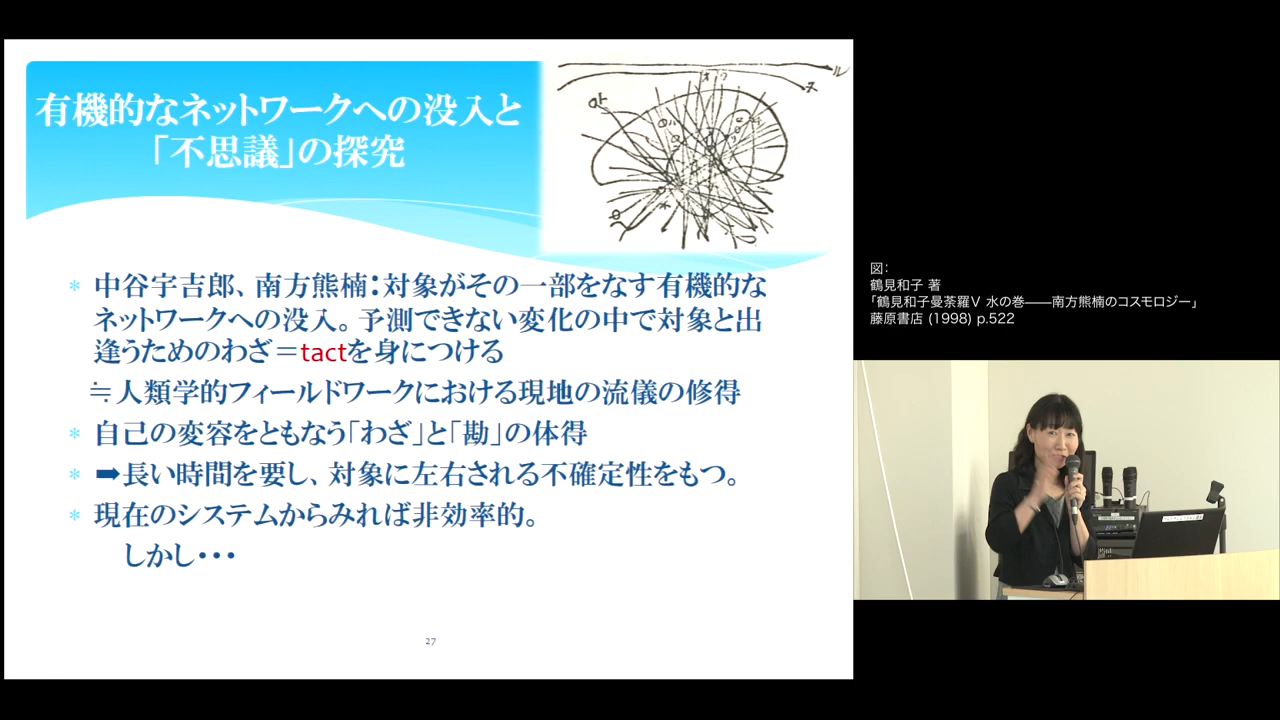 有機的なネットワークへの没入と
「不思議」の探究
* 中谷宇吉郎、南方熊楠：対象がその一部をなす有機的な
ネットワークへの没入。予測できない変化の中で対象と出
逢うためのわざ＝tactを身につける
≒人類学的フィールドワークにおける現地の流儀の修得
* 自己の変容をともなう「わざ」と「勘」の体得
* ➡長い時間を要し、対象に左右される不確定性をもつ。
* 現在のシステムからみれば非効率的。
しかし・・・
27
図：
鶴見和子 著
「鶴見和子曼荼羅Ⅴ 水の巻――南方熊楠のコスモロジー」
藤原書店 (1998) p.522